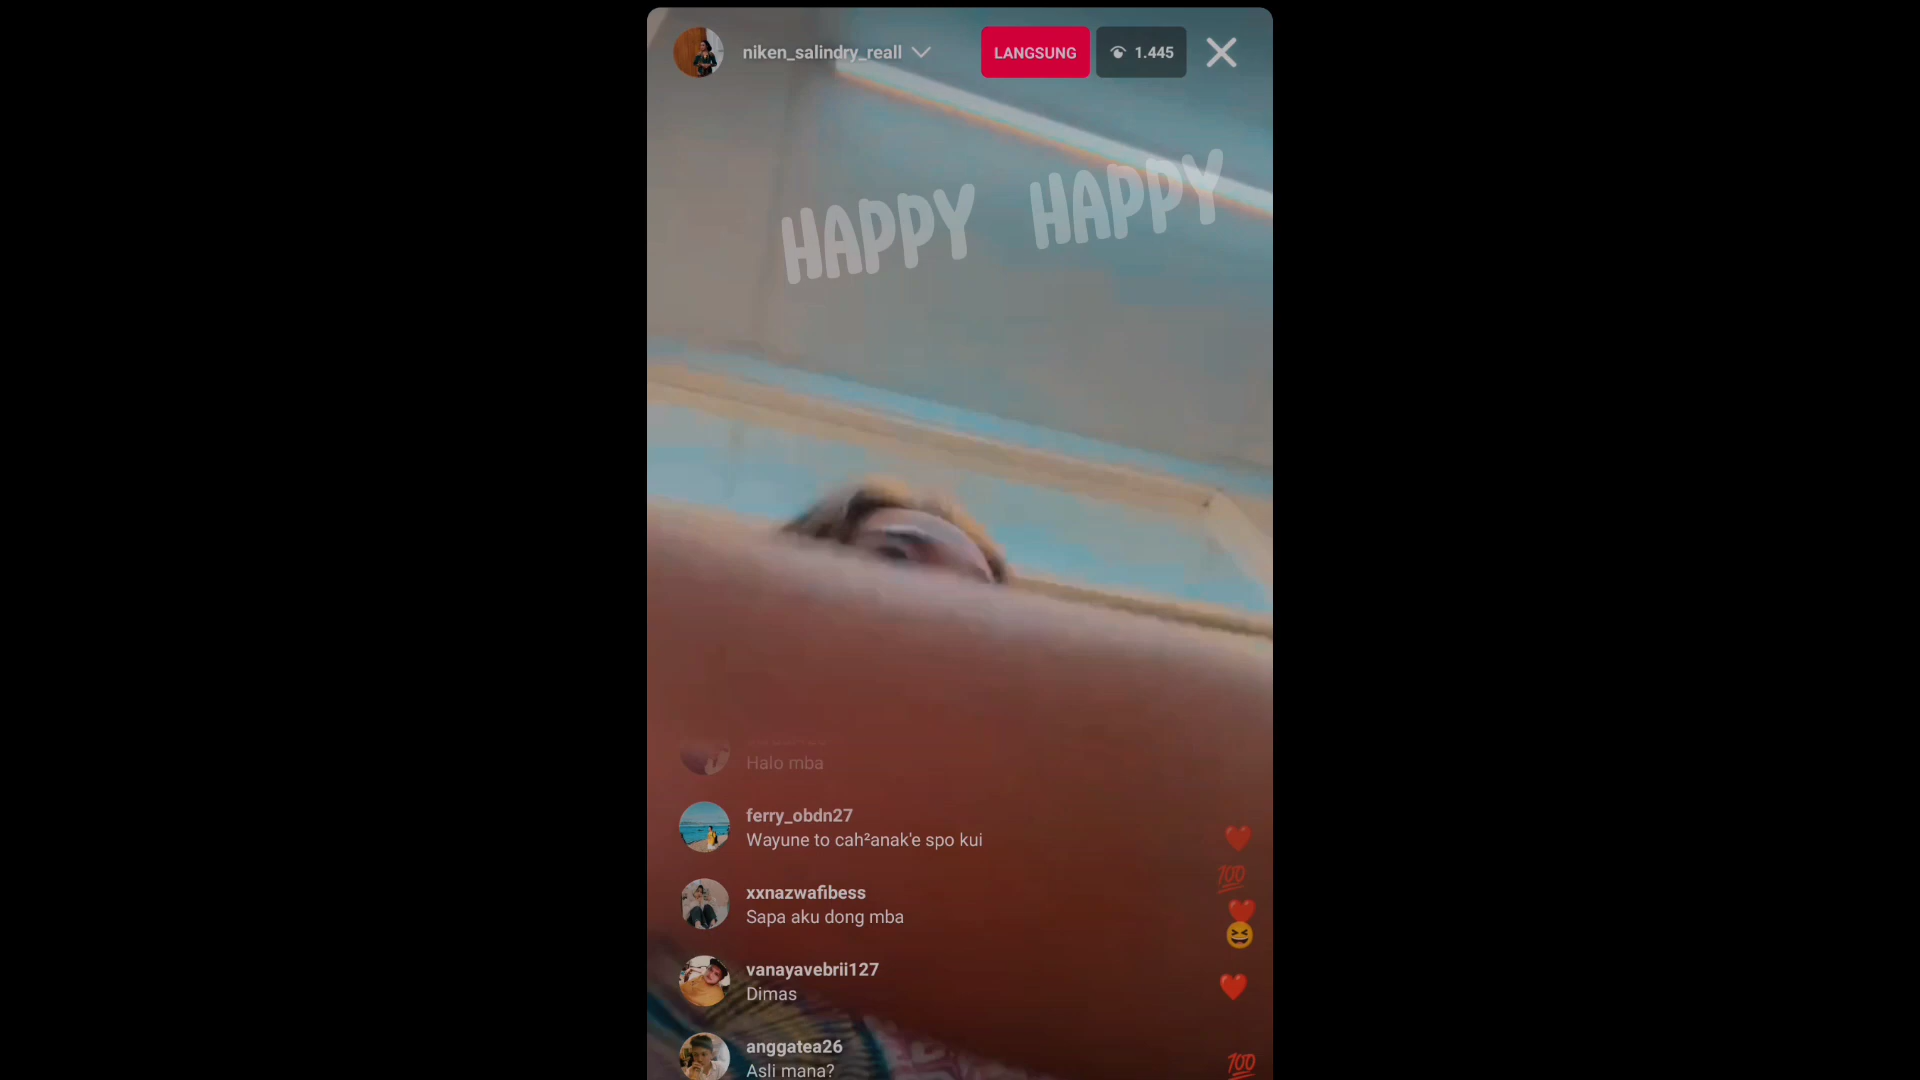 niken_salindry_reall
LANGSUNG
1.445
HAPPY HAPPY
Halo mba
ferry_obdn27
Wayune to cah²anak'e spo kui
xxnazwafibess
Sapa aku dong mba
vanayavebrii127
Dimas
anggatea26
Asli mana?